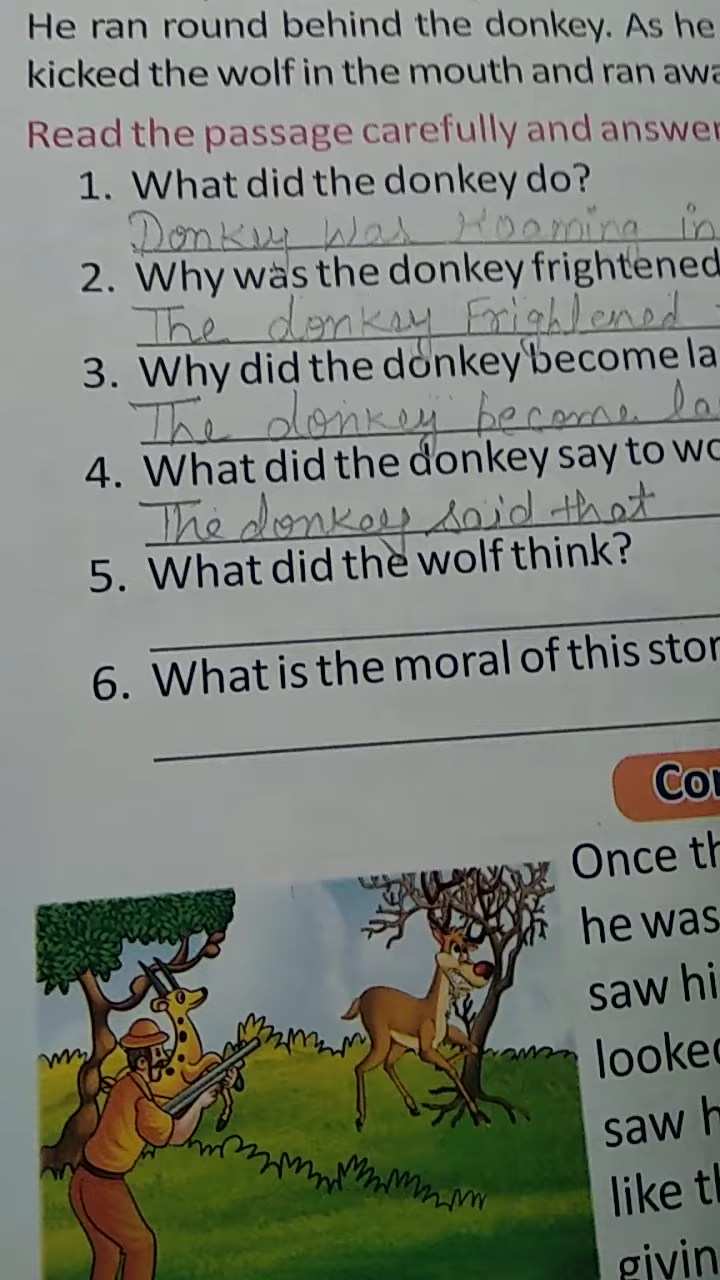 He ran round behind the donkey. As he
kicked the wolf in the mouth and ran awa
Read the passage carefully and answer
1. What did the donkey do?
Donkey Was Roaming in
2. Why was the donkey frightened
The donkey Frightened
3. Why did the donkey become la
The donkey become la
4. What did the donkey say to wo
The donkey said that
5. What did the wolf think?
6. What is the moral of this stor
Co
Once th
he was
saw hi
looked
saw h
like th
givin